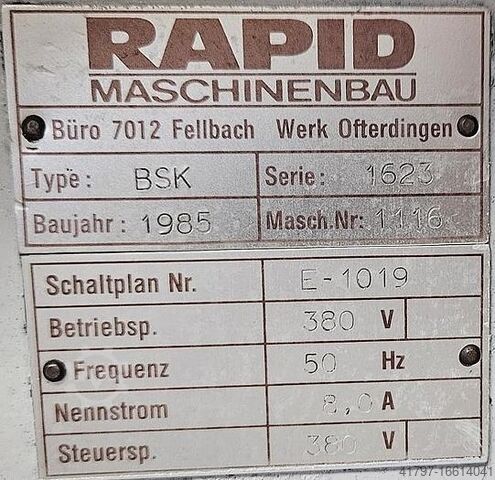 RAPID
MASCHINENBAU
Büro 7012 Fellbach Werk Ofterdingen
Type: BSK Serie: 1623
Baujahr: 1985 Masch.Nr: 1116
Schaltplan Nr. E-1019
Betriebsp. 380 V
Frequenz 50 Hz
Nennstrom 8,0 A
Steuersp. 380 V
41797-16614041